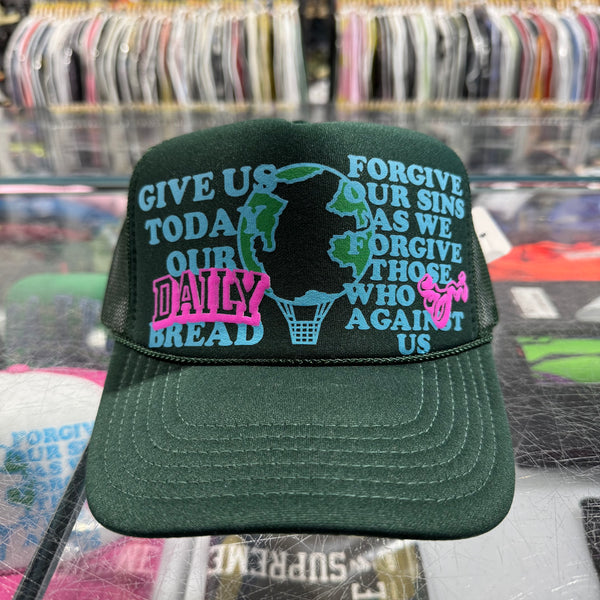 GIVE US
TODAY
OUR
DAILY
BREAD
FORGIVE
OUR SINS
AS WE
FORGIVE
THOSE
WHO
AGAINST
US
FORGIVE
OUR SINS
AS WE
SUPREME